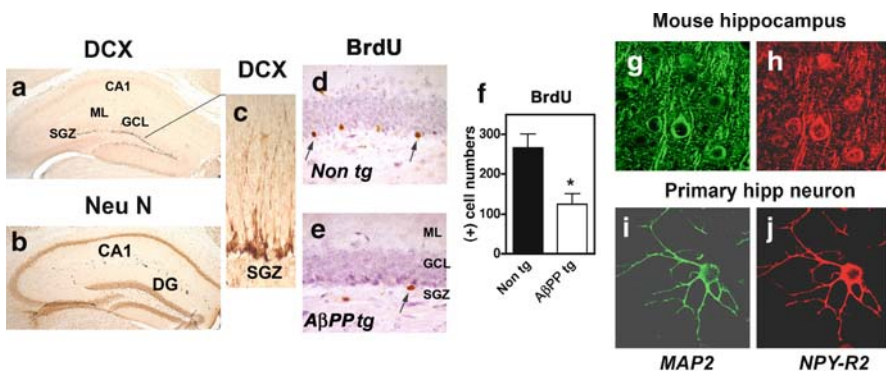 DCX
a
CA1
ML
GCL
SGZ
Neu N
b
CA1
DG
DCX
c
SGZ
BrdU
d
Non tg
e
ML
GCL
SGZ
AβPP tg
f
BrdU
(+) cell numbers
300
200
100
0
*
Non tg
AβPP tg
Mouse hippocampus
g
h
Primary hipp neuron
i
j
MAP2
NPY-R2